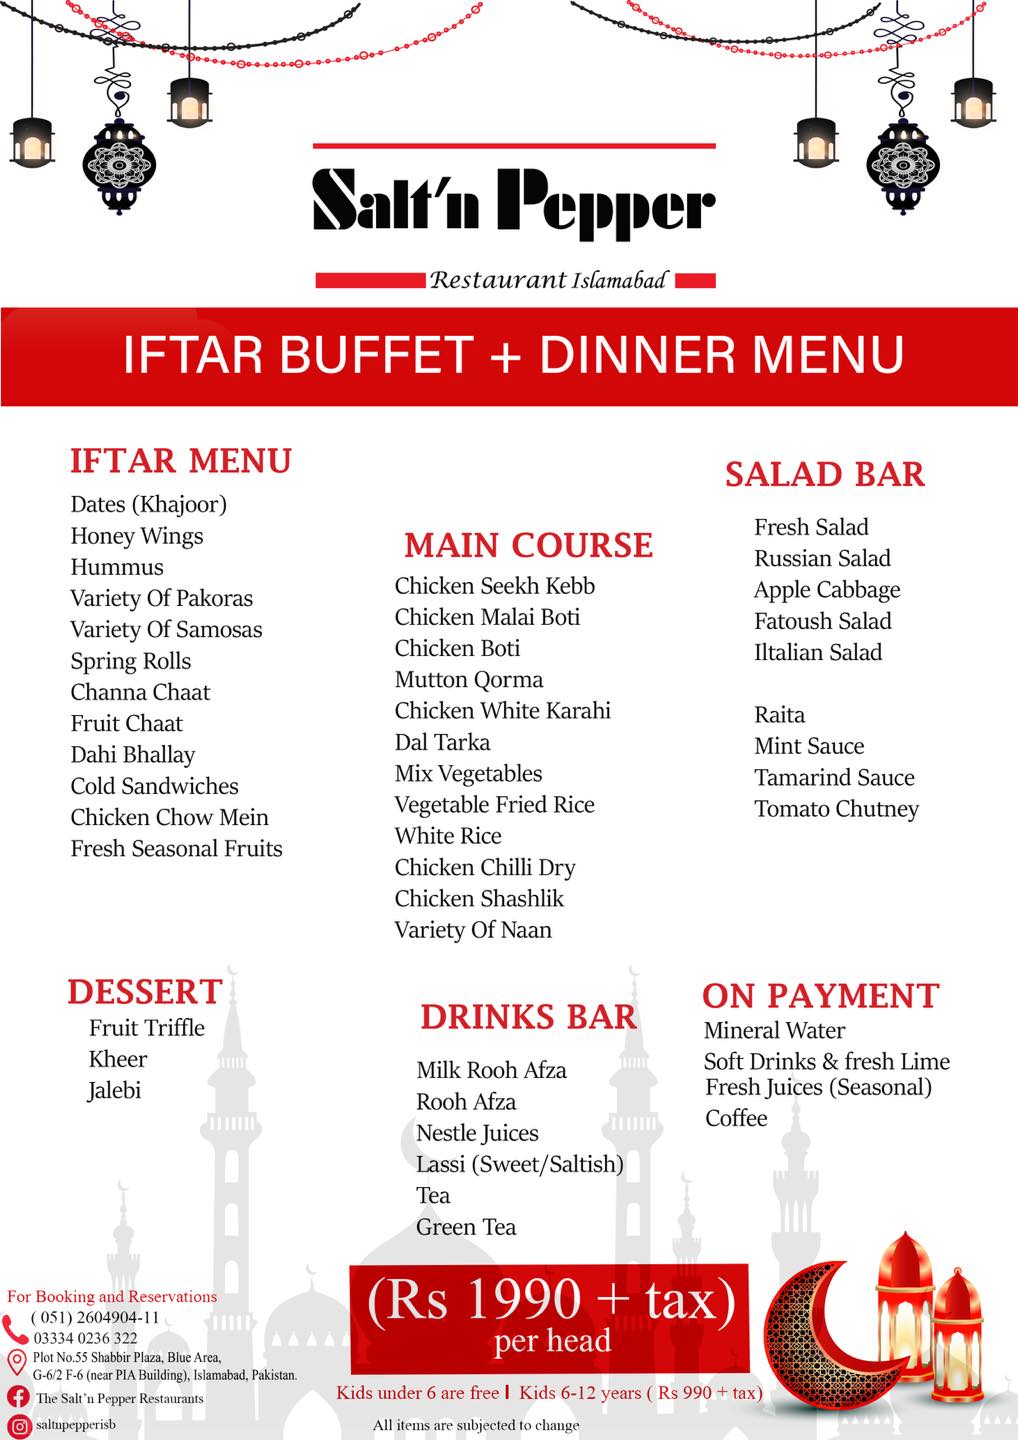 Salt'n Pepper
Restaurant Islamabad
IFTAR BUFFET + DINNER MENU
IFTAR MENU
Dates (Khajoor)
Honey Wings
Hummus
Variety Of Pakoras
Variety Of Samosas
Spring Rolls
Channa Chaat
Fruit Chaat
Dahi Bhallay
Cold Sandwiches
Chicken Chow Mein
Fresh Seasonal Fruits
MAIN COURSE
Chicken Seekh Kebb
Chicken Malai Boti
Chicken Boti
Mutton Qorma
Chicken White Karahi
Dal Tarka
Mix Vegetables
Vegetable Fried Rice
White Rice
Chicken Chilli Dry
Chicken Shashlik
Variety Of Naan
SALAD BAR
Fresh Salad
Russian Salad
Apple Cabbage
Fatoush Salad
Iltalian Salad
Raita
Mint Sauce
Tamarind Sauce
Tomato Chutney
DESSERT
Fruit Triffle
Kheer
Jalebi
DRINKS BAR
Milk Rooh Afza
Rooh Afza
Nestle Juices
Lassi (Sweet/Saltish)
Tea
Green Tea
ON PAYMENT
Mineral Water
Soft Drinks & fresh Lime
Fresh Juices (Seasonal)
Coffee
(Rs 1990 + tax)
per head
Kids under 6 are free I Kids 6-12 years ( Rs 990 + tax)
All items are subjected to change
For Booking and Reservations
( 051) 2604904-11
03334 0236 322
Plot No.55 Shabbir Plaza, Blue Area,
G-6/2 F-6 (near PIA Building), Islamabad, Pakistan.
The Salt'n Pepper Restaurants
saltnpepperisb